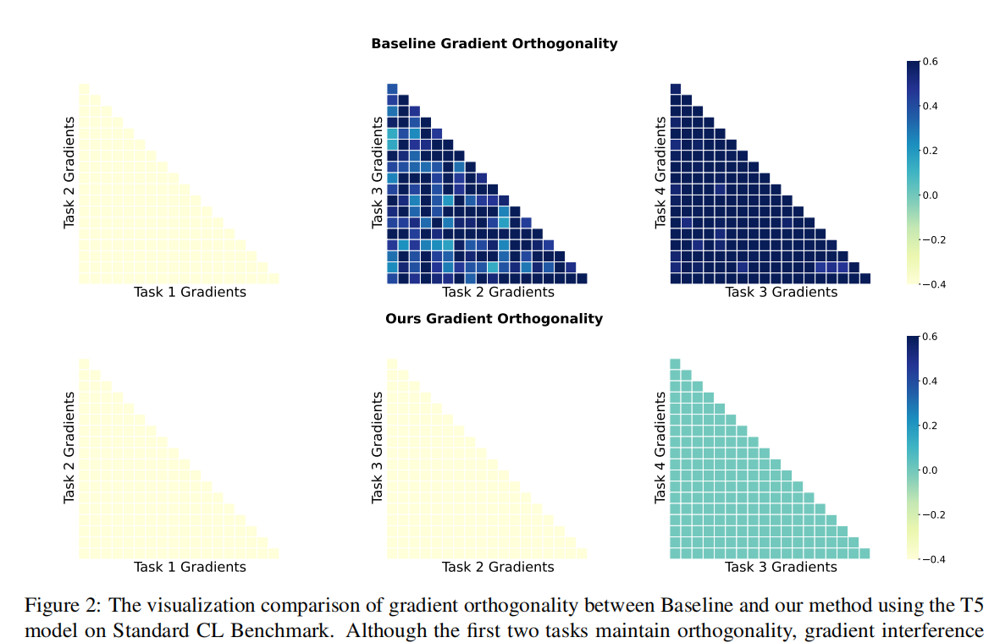 Baseline Gradient Orthogonality
Task 2 Gradients
Task 1 Gradients
Task 3 Gradients
Task 2 Gradients
Task 4 Gradients
Task 3 Gradients
0.6
0.4
0.2
0.0
−0.2
−0.4
Ours Gradient Orthogonality
Task 2 Gradients
Task 1 Gradients
Task 3 Gradients
Task 2 Gradients
Task 4 Gradients
Task 3 Gradients
0.6
0.4
0.2
0.0
−0.2
−0.4
Figure 2: The visualization comparison of gradient orthogonality between Baseline and our method using the T5
model on Standard CL Benchmark. Although the first two tasks maintain orthogonality, gradient interference